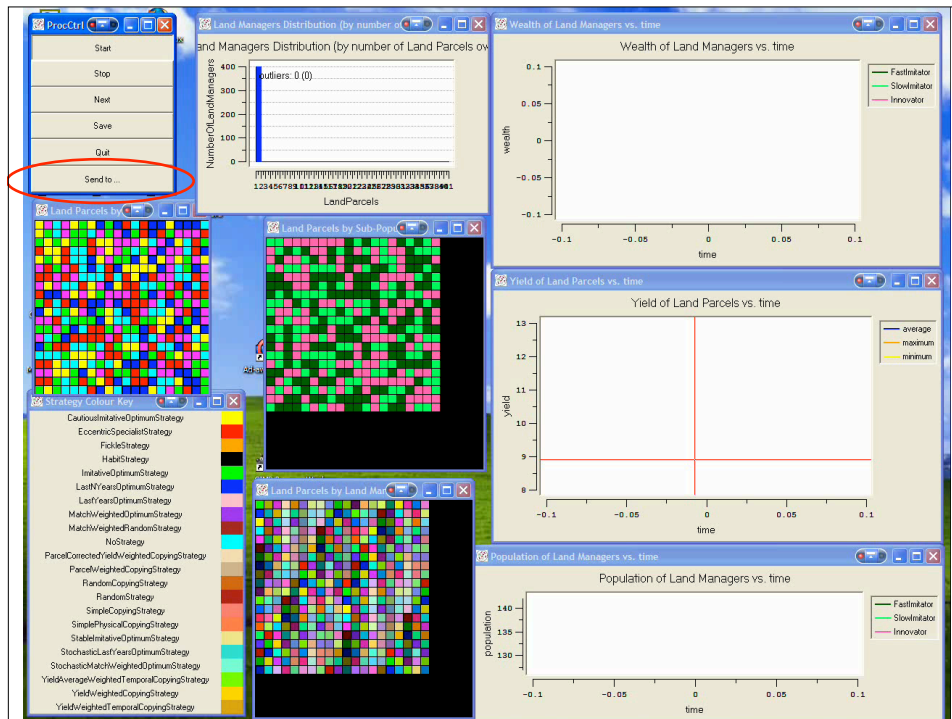 ProcCtrl
Start
Stop
Next
Save
Quit
Send to ...
Land Managers Distribution (by number of
and Managers Distribution (by number of Land Parcels ow
outliers: 0 (0)
NumberOfLandManagers
400
300
200
100
0
LandParcels
Wealth of Land Managers vs. time
Wealth of Land Managers vs. time
FastImitator
SlowImitator
Innovator
wealth
0.1
0.05
0
-0.05
-0.1
-0.1
-0.05
0
0.05
0.1
time
Land Parcels by
Land Parcels by Sub-Popu
Yield of Land Parcels vs. time
Yield of Land Parcels vs. time
average
maximum
minimum
yield
13
12
11
10
9
8
-0.1
-0.05
0
0.05
0.1
time
Strategy Colour Key
CautiousImitativeOptimumStrategy
EccentricSpecialistStrategy
FickleStrategy
HabitStrategy
ImitativeOptimumStrategy
LastNYearsOptimumStrategy
LastYearsOptimumStrategy
MatchWeightedOptimumStrategy
MatchWeightedRandomStrategy
NoStrategy
ParcelCorrectedYieldWeightedCopyingStrategy
ParcelWeightedCopyingStrategy
RandomCopyingStrategy
RandomStrategy
SimpleCopyingStrategy
SimplePhysicalCopyingStrategy
StableImitativeOptimumStrategy
StochasticLastYearsOptimumStrategy
StochasticMatchWeightedOptimumStrategy
YieldAverageWeightedTemporalCopyingStrategy
YieldWeightedCopyingStrategy
YieldWeightedTemporalCopyingStrategy
Land Parcels by Land Man
Population of Land Managers vs. time
Population of Land Managers vs. time
FastImitator
SlowImitator
Innovator
population
140
135
130
-0.1
-0.05
0
0.05
0.1
time